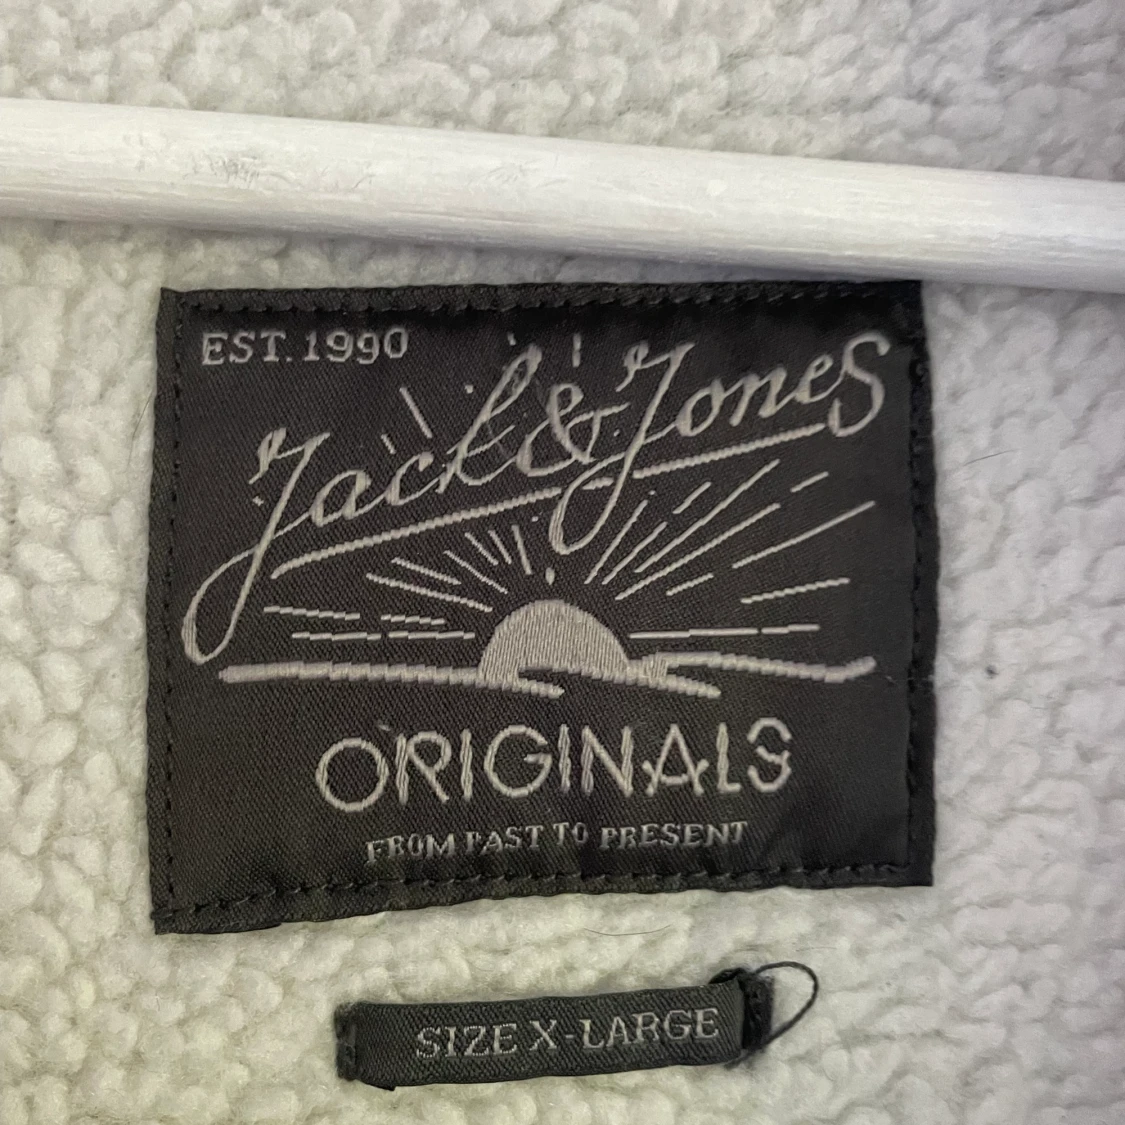 EST. 1990
Jack & Jones
ORIGINALS
FROM PAST TO PRESENT
SIZE X-LARGE